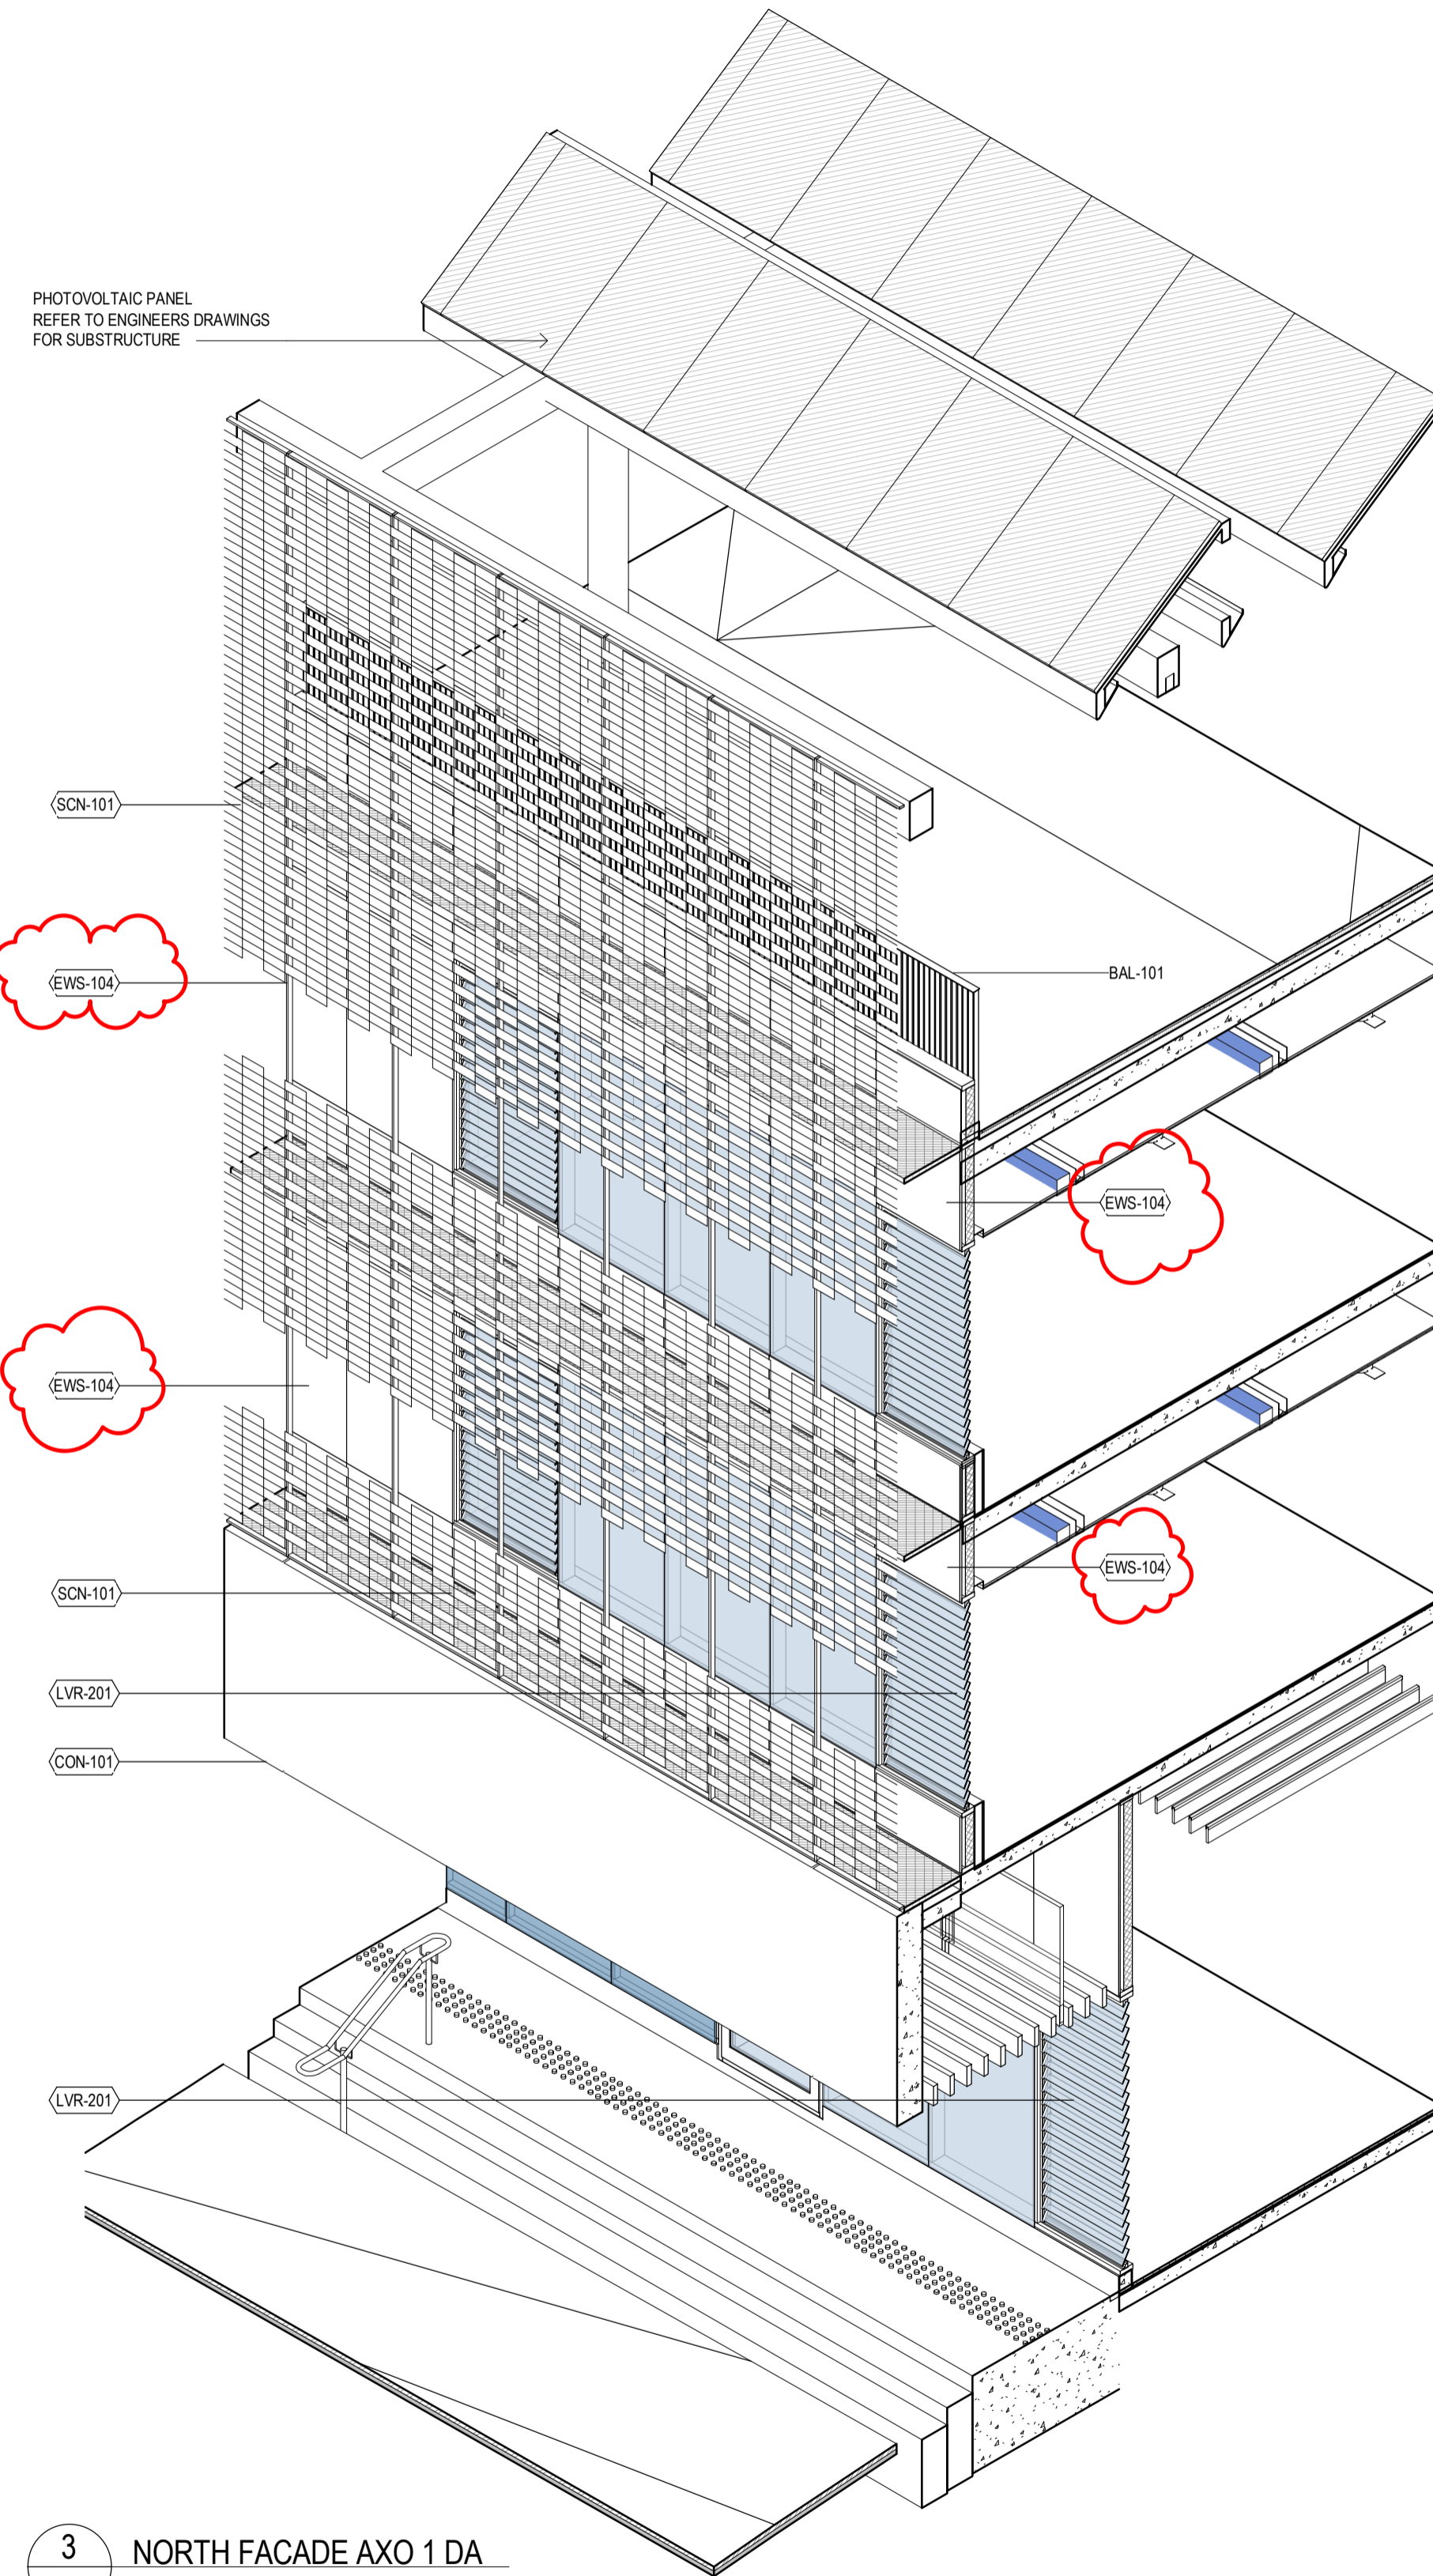 PHOTOVOLTAIC PANEL
REFER TO ENGINEERS DRAWINGS
FOR SUBSTRUCTURE
SCN-101
EWS-104
BAL-101
EWS-104
EWS-104
EWS-104
SCN-101
LVR-201
CON-101
LVR-201
3
NORTH FACADE AXO 1 DA